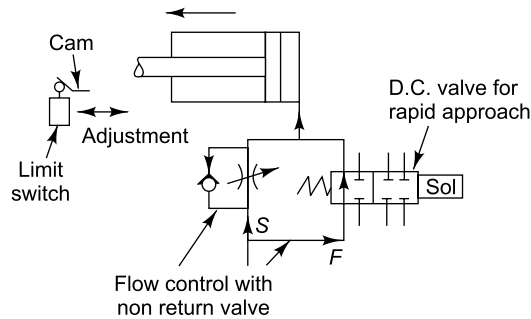 Cam
D.C. valve for
rapid approach
Adjustment
Limit
switch
Sol
S
F
Flow control with
non return valve